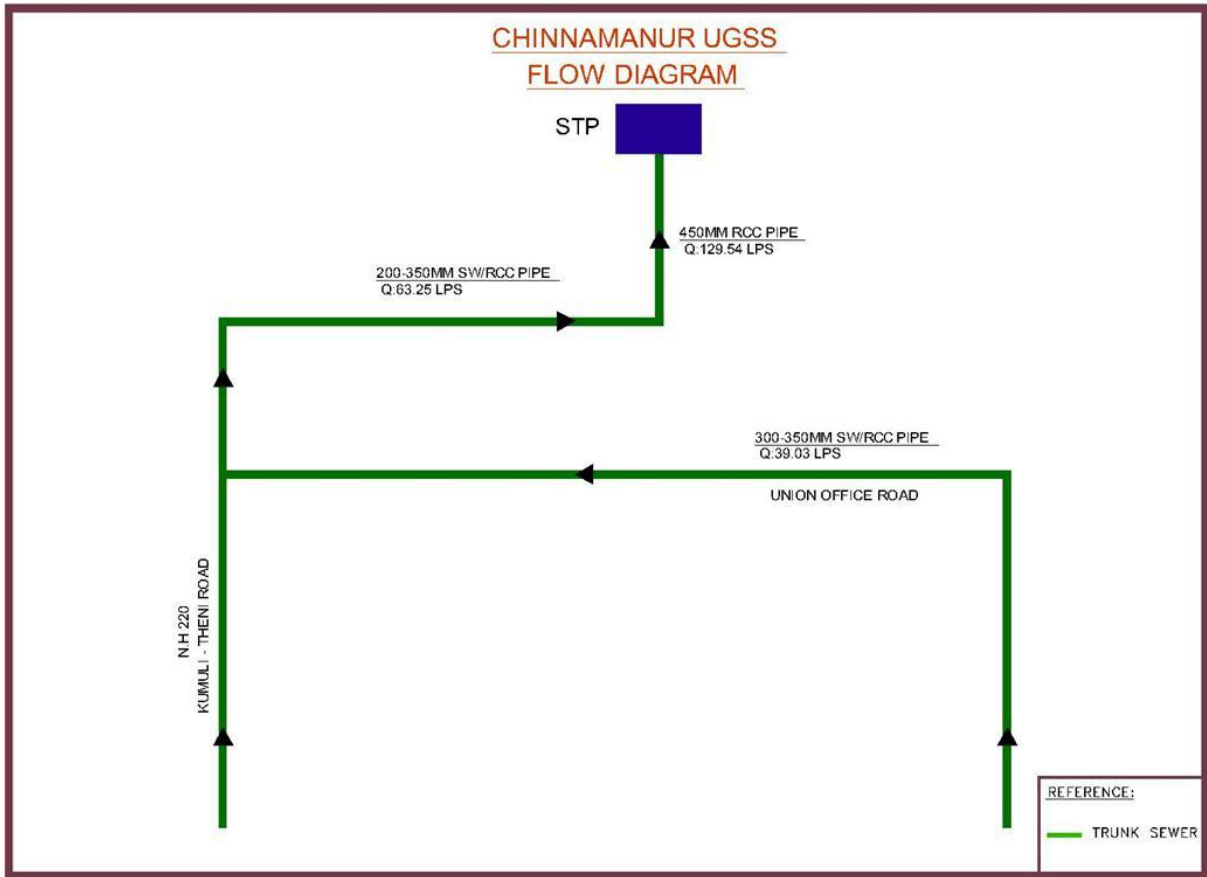 CHINNAMANUR UGSS
FLOW DIAGRAM
STP
450MM RCC PIPE
Q:129.54 LPS
200-350MM SW/RCC PIPE
Q:63.25 LPS
300-350MM SW/RCC PIPE
Q:39.03 LPS
UNION OFFICE ROAD
N.H 220
KUMULI - THENI ROAD
REFERENCE:
TRUNK SEWER